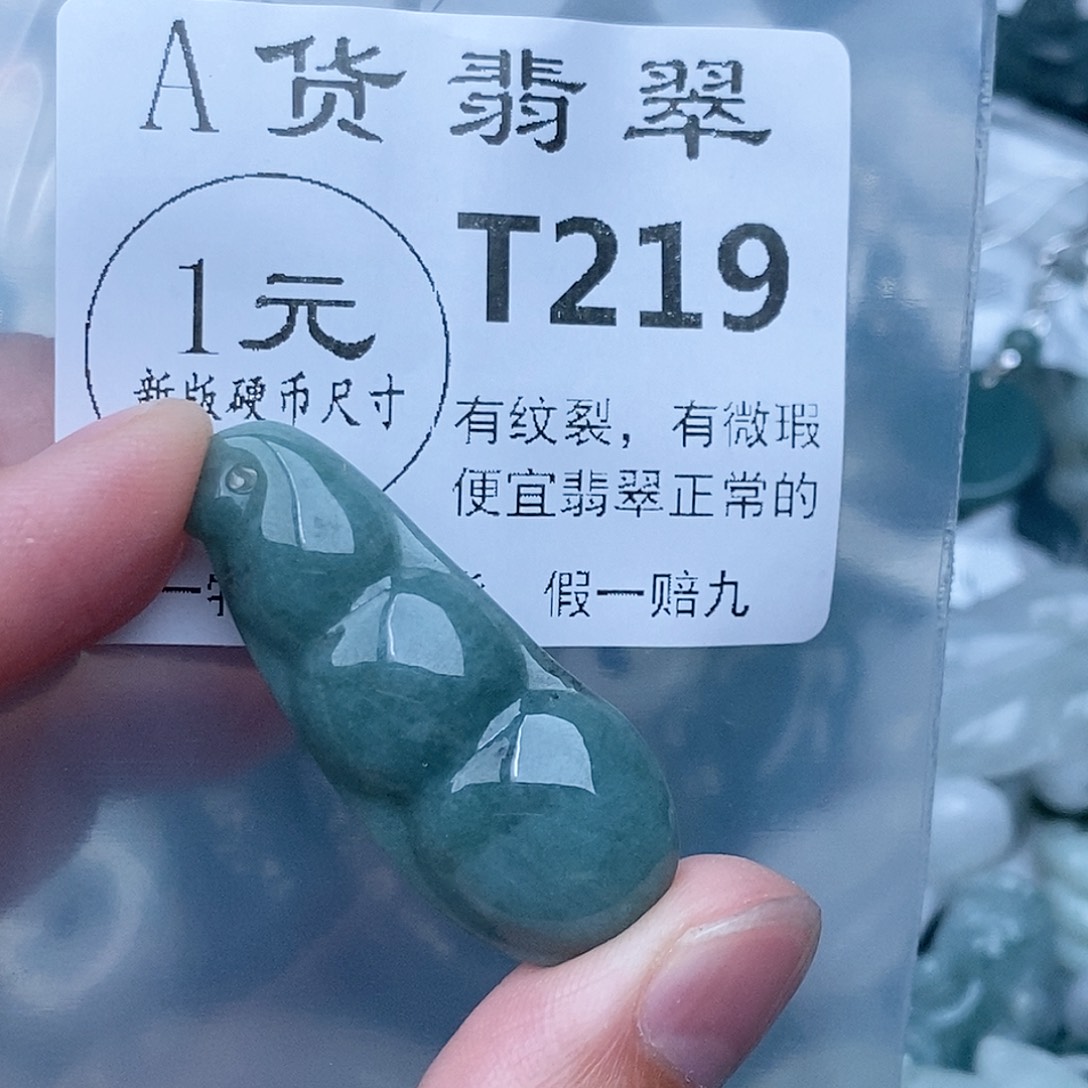 A货翡翠
T219
1元
新版硬币尺寸
有纹裂，有微瑕
便宜翡翠正常的
一 假一赔九